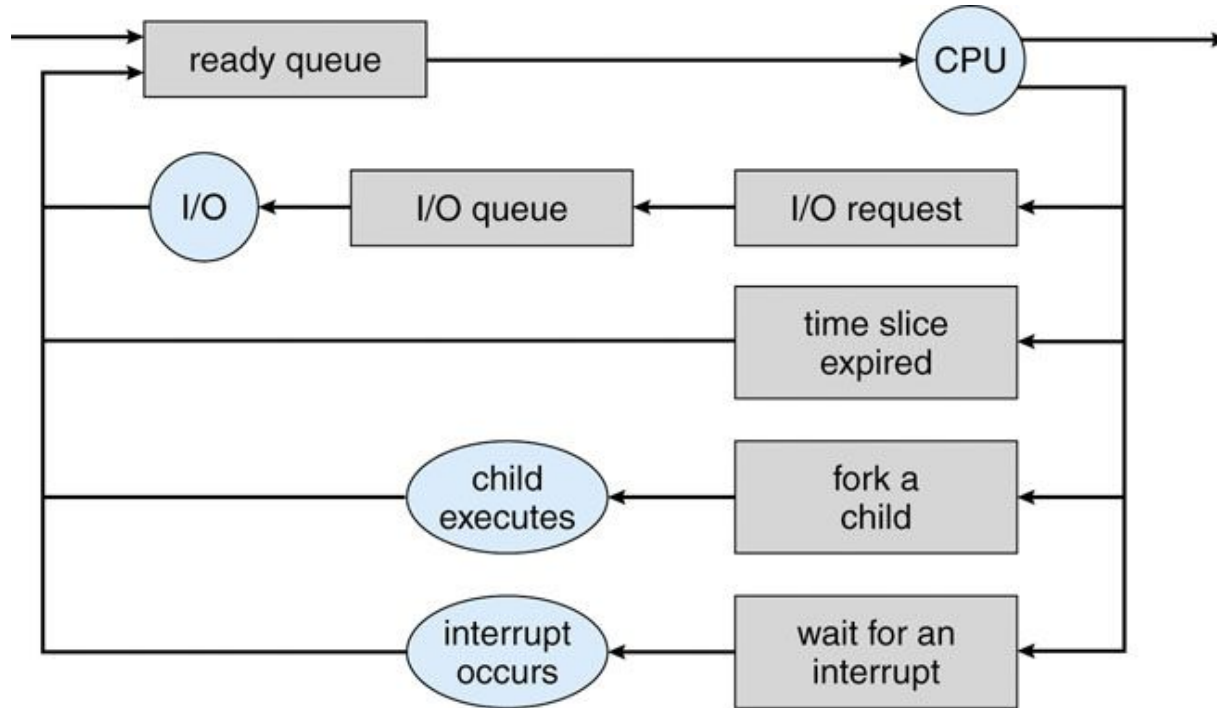 ready queue
CPU
I/O
I/O queue
I/O request
time slice
expired
child
executes
fork a
child
interrupt
occurs
wait for an
interrupt